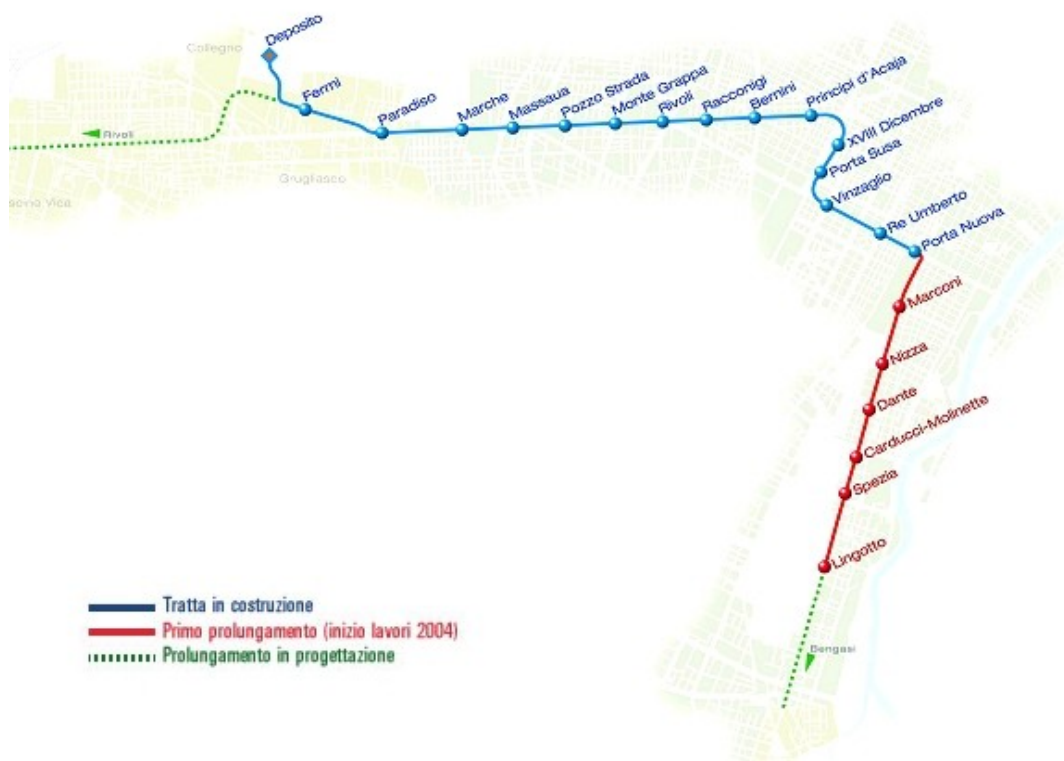 Collegno
Deposito
Fermi
Paradiso
Marche
Massaua
Pozzo Strada
Monte Grappa
Rivoli
Racconigi
Bernini
Principi d'Acaja
XVIII Dicembre
Porta Susa
Vinzaglio
Re Umberto
Porta Nuova
Rivoli
Grugliasco
scino Vica
Marconi
Nizza
Dante
Carducci-Molinette
Spezia
Lingotto
Bengasi
Tratta in costruzione
Primo prolungamento (inizio lavori 2004)
Prolungamento in progettazione